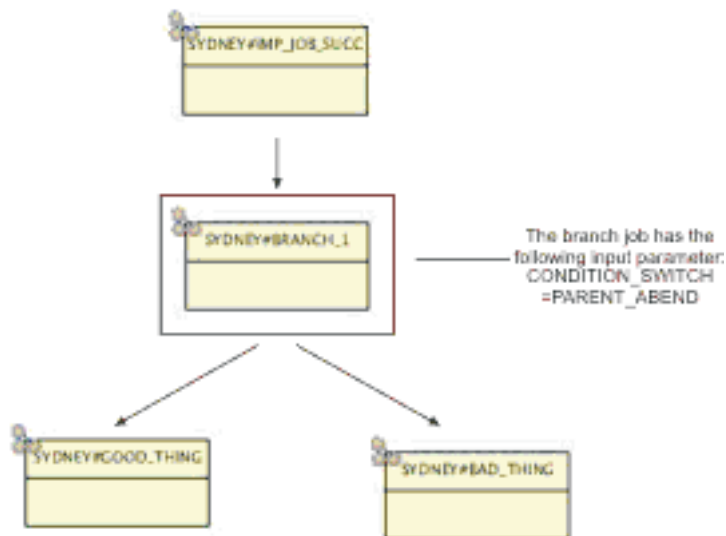 SYDNEY#IMP_JOB_SUCC
SYDNEY#BRANCH_1
The branch job has the
following input parameter:
CONDITION_SWITCH
=PARENT_ABEND
SYDNEY#GOOD_THING
SYDNEY#BAD_THING